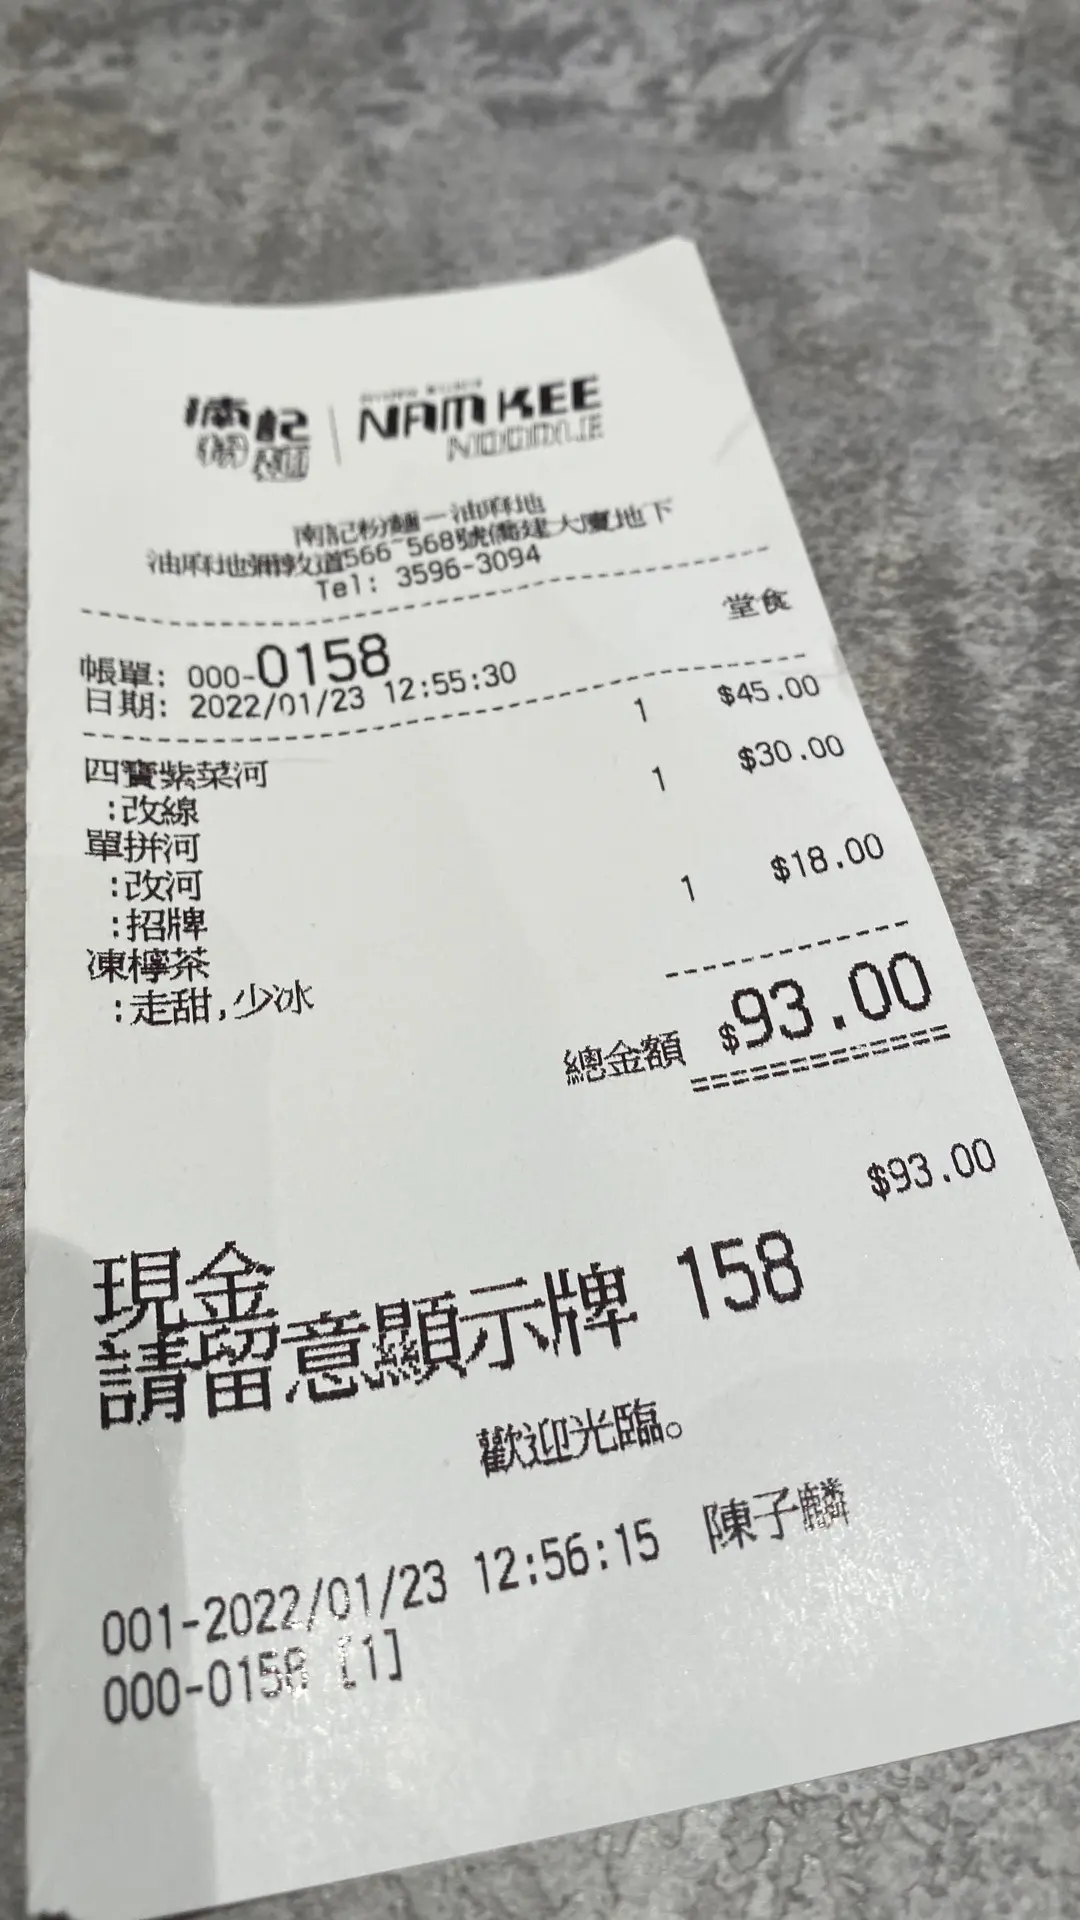 南記 粉麵 | NAM KEE
NOODLE
南記粉麵—油麻地
油麻地彌敦道566-568號僑建大廈地下
Tel: 3596-3094
堂食
帳單: 000-0158
日期: 2022/01/23 12:55:30
四寶紫菜河 1 $45.00
:改線
單拼河 1 $30.00
:改河
:招牌
凍檸茶 1 $18.00
:走甜,少冰
總金額 $93.00
現金 $93.00
請留意顯示牌 158
歡迎光臨。
001-2022/01/23 12:56:15 陳子麟
000-0158 [1]